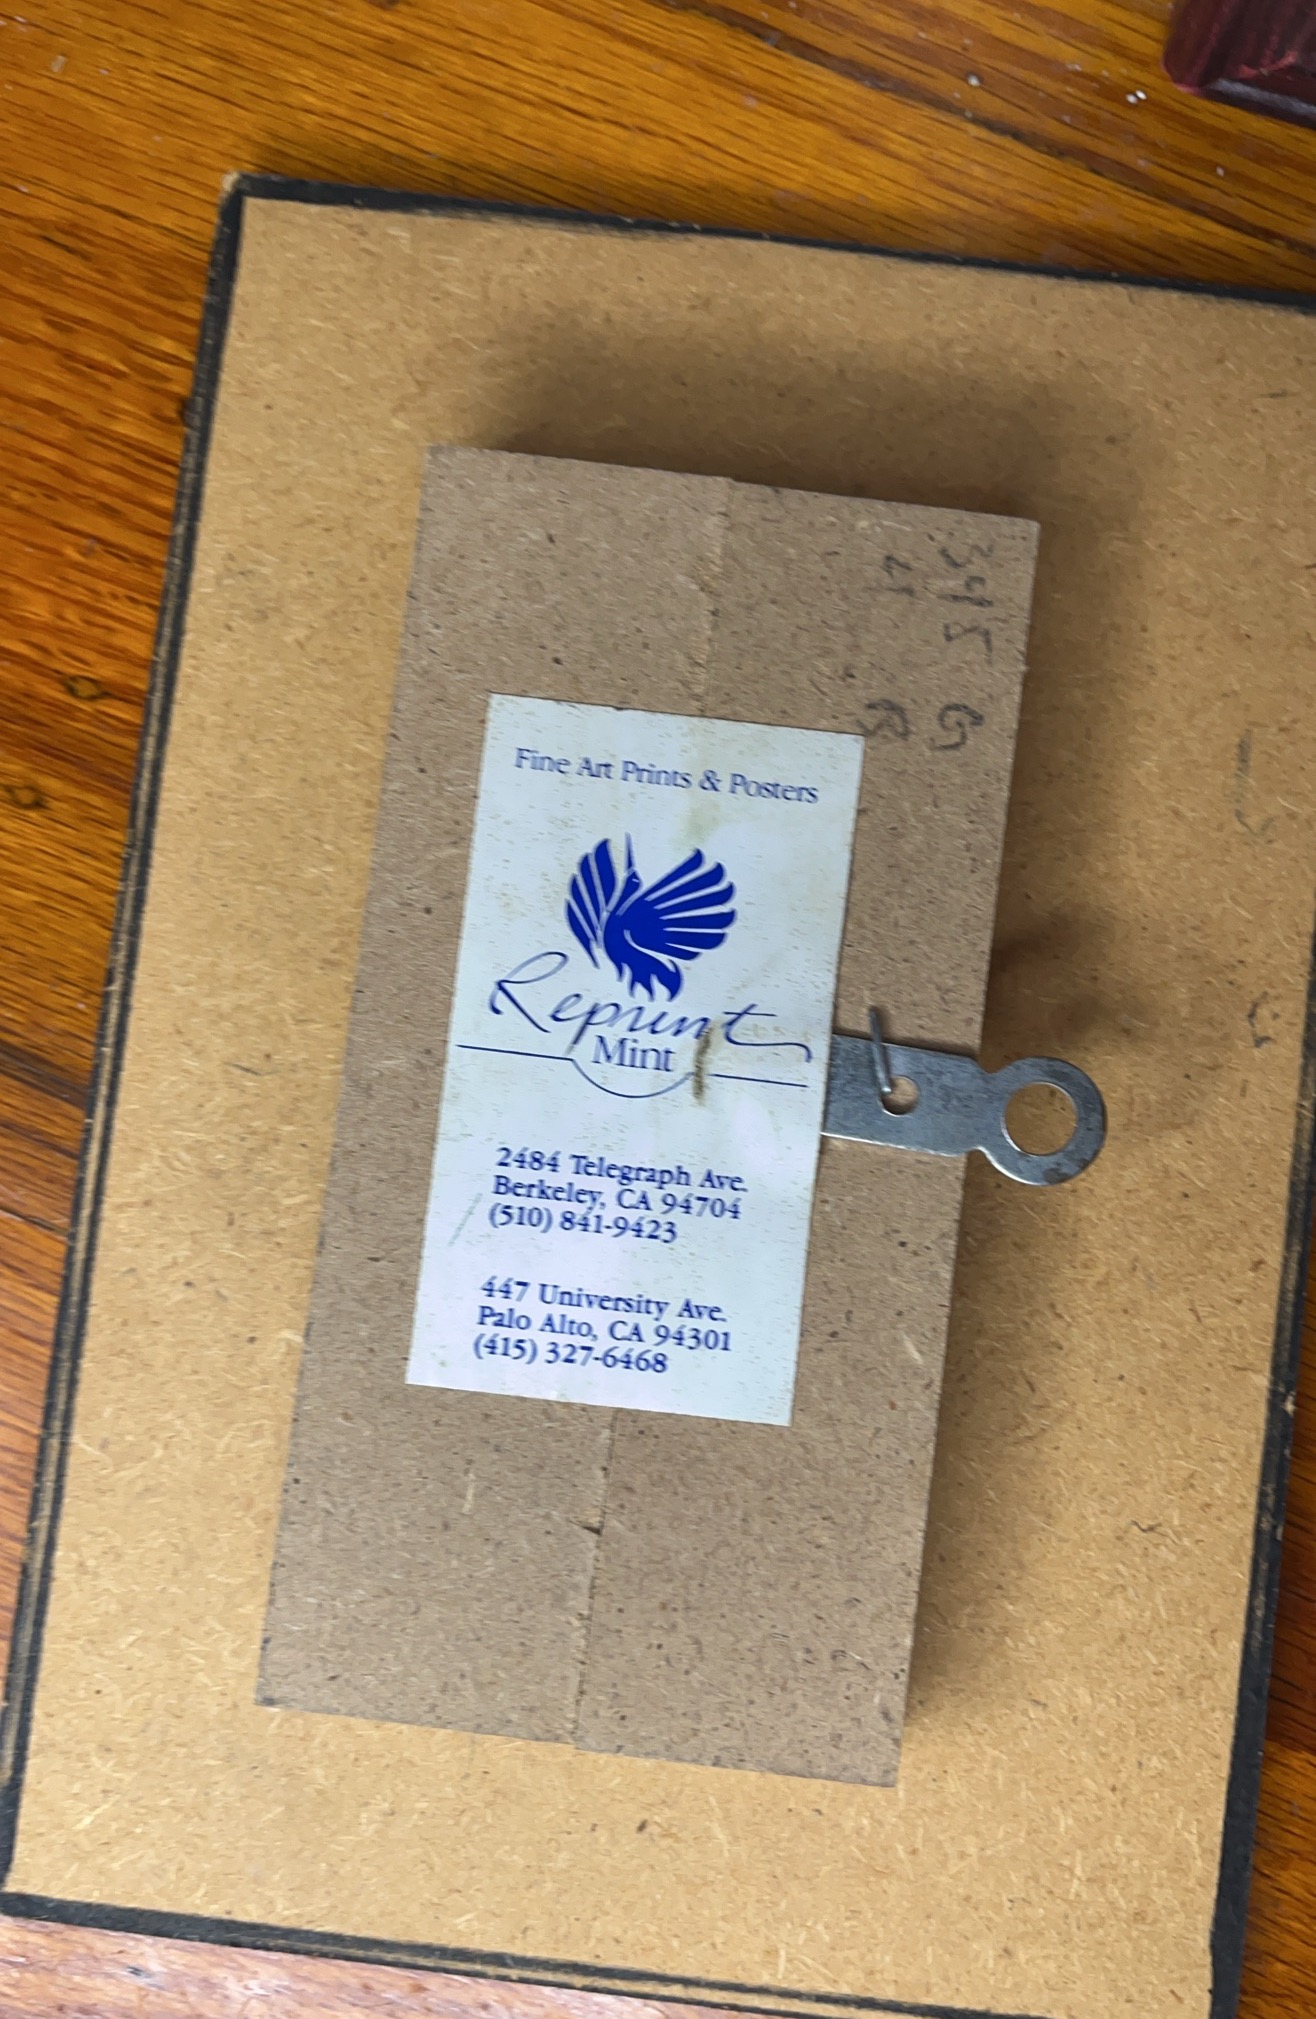 Fine Art Prints & Posters
Reprint
Mint
2484 Telegraph Ave.
Berkeley, CA 94704
(510) 841-9423
447 University Ave.
Palo Alto, CA 94301
(415) 327-6468